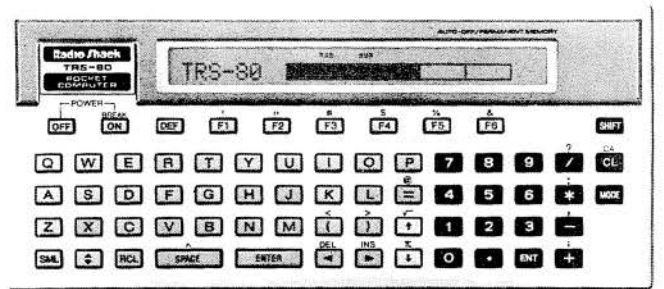 AUTO-OFF/PERMANENT MEMORY
Radio Shack
TRS-80
POCKET
COMPUTER
TRS-80
POWER
BREAK
! " # $ % &
OFF ON DEF F1 F2 F3 F4 F5 F6 SHIFT
? CA
Q W E R T Y U I O P 7 8 9 / CL
@ :
A S D F G H J K L = 4 5 6 * MODE
< > √ ,
Z X C V B N M ( ) ↑ 1 2 3 −
^ DEL INS π ;
SML ⬍ RCL SPACE ENTER ◀ ▶ ↓ 0 • ENT +